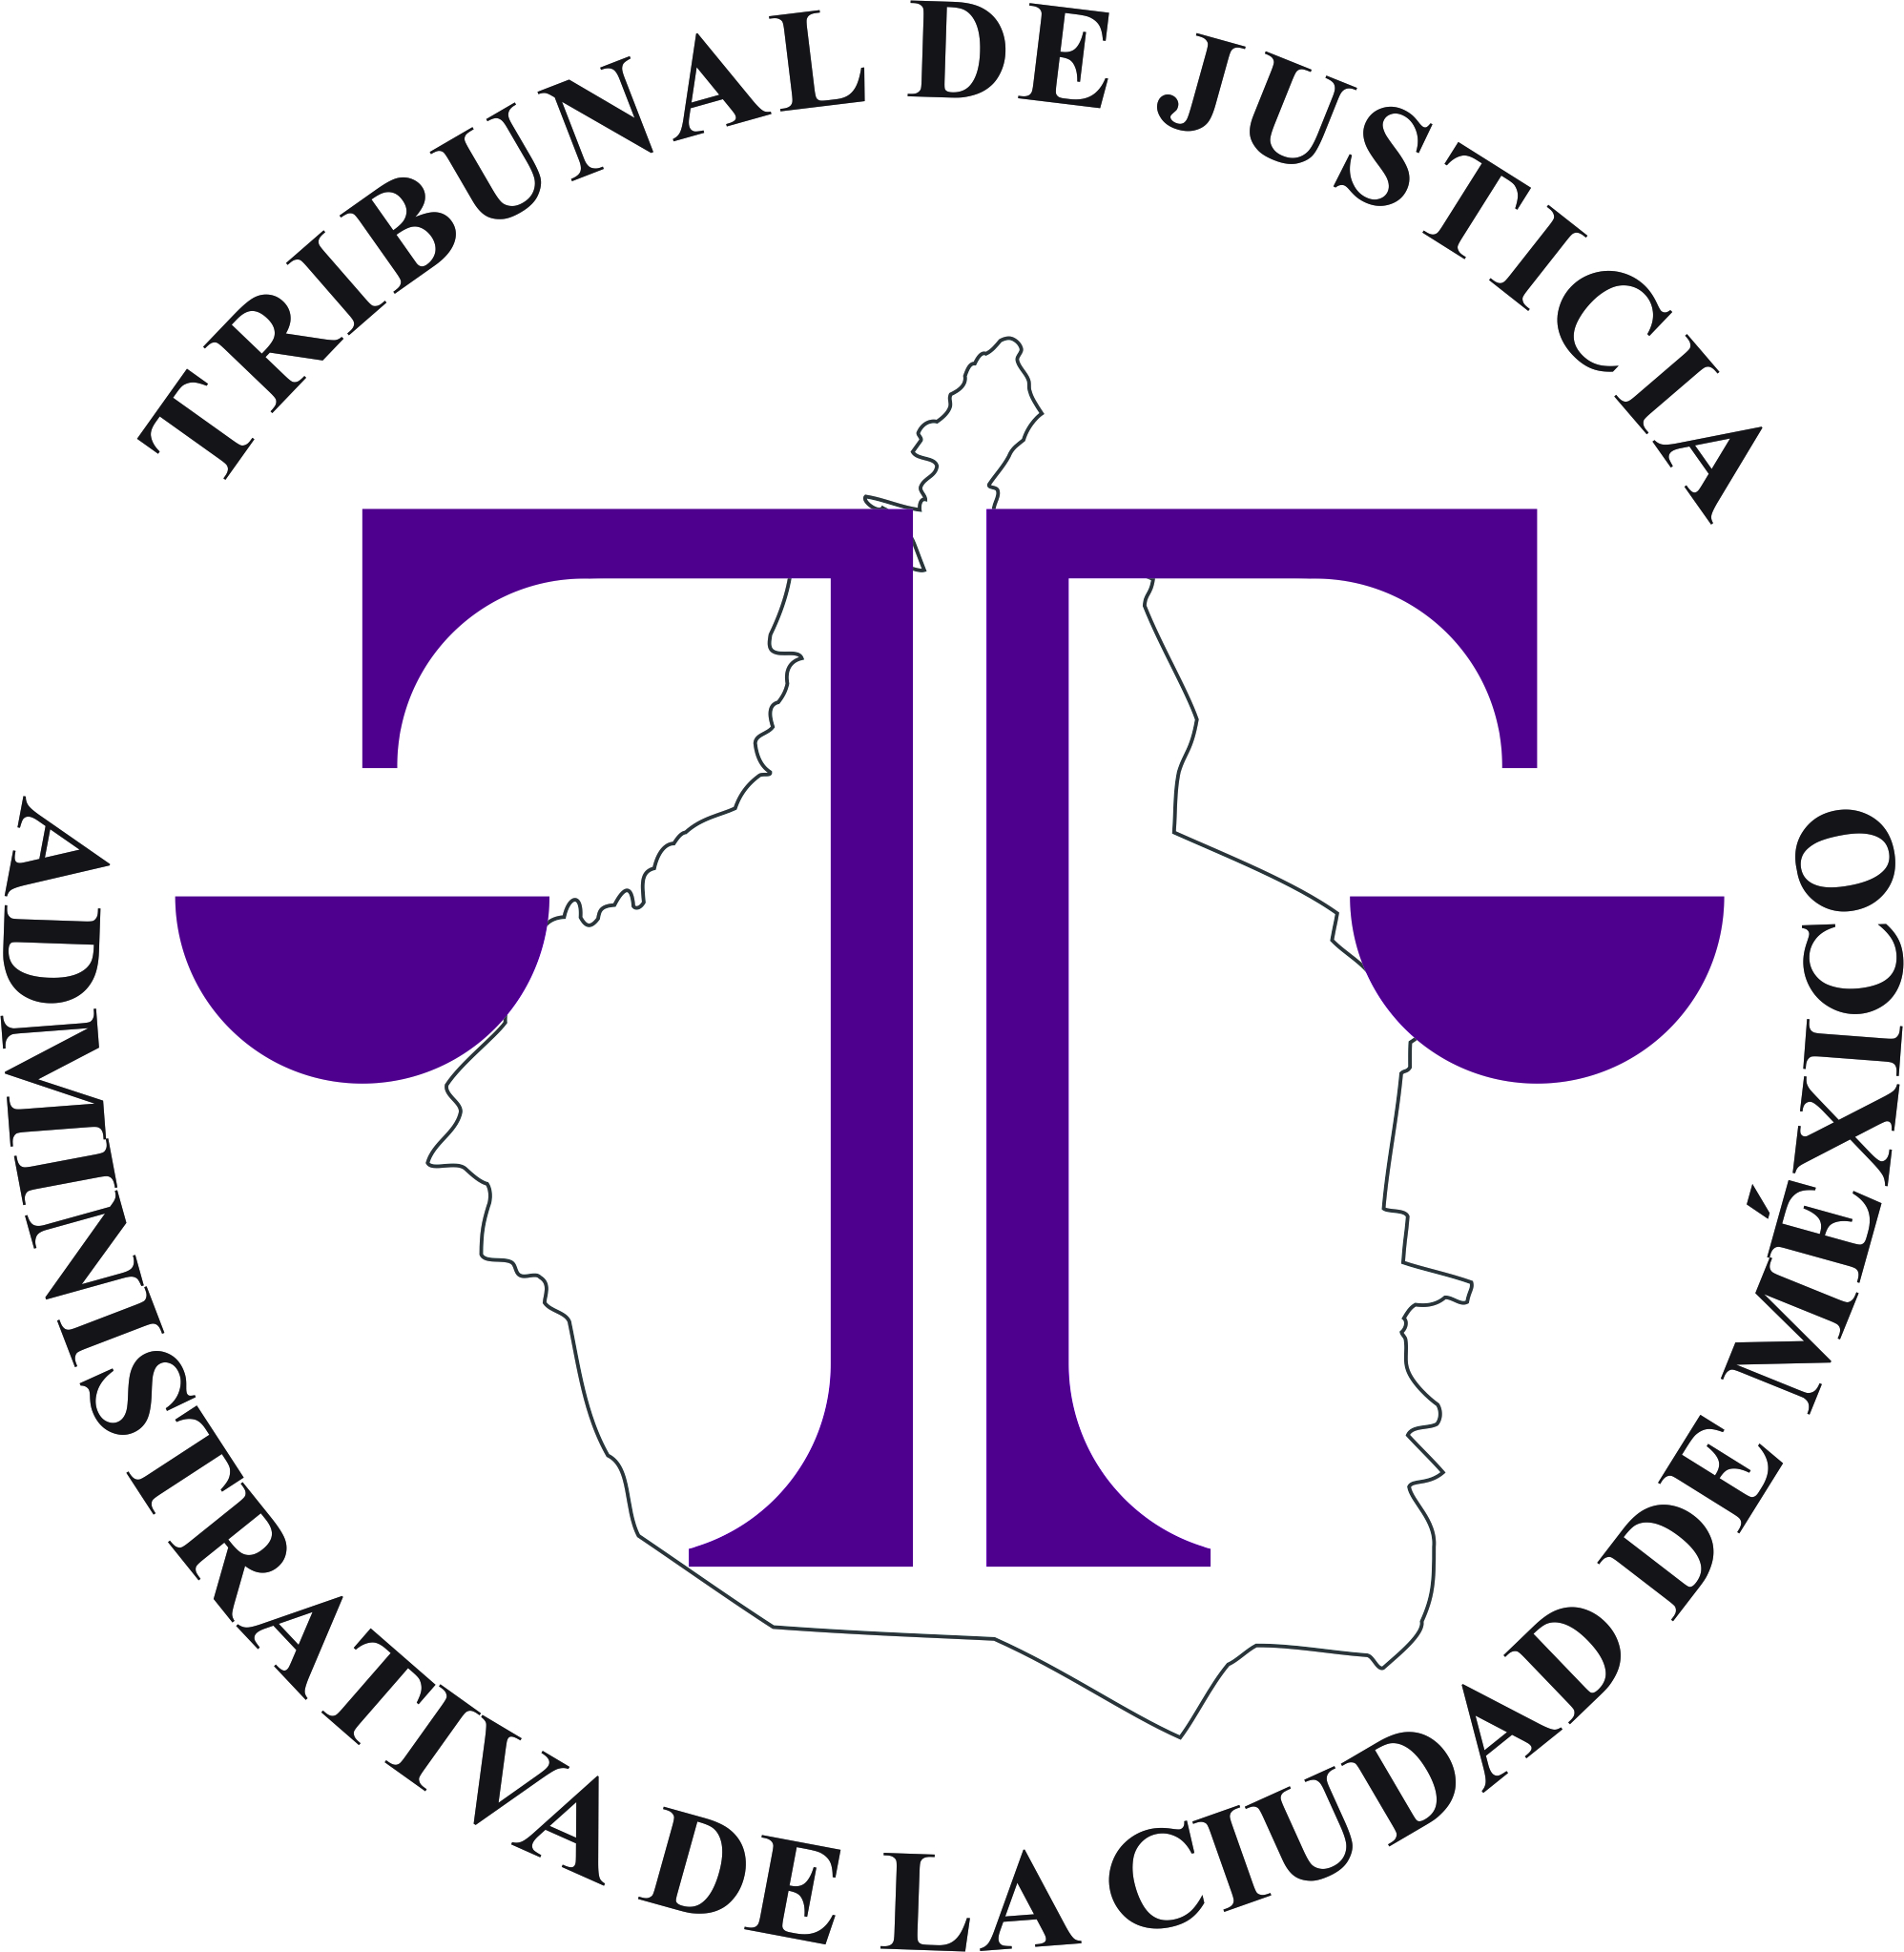 TRIBUNAL DE JUSTICIA
ADMINISTRATIVA DE LA CIUDAD DE MÉXICO